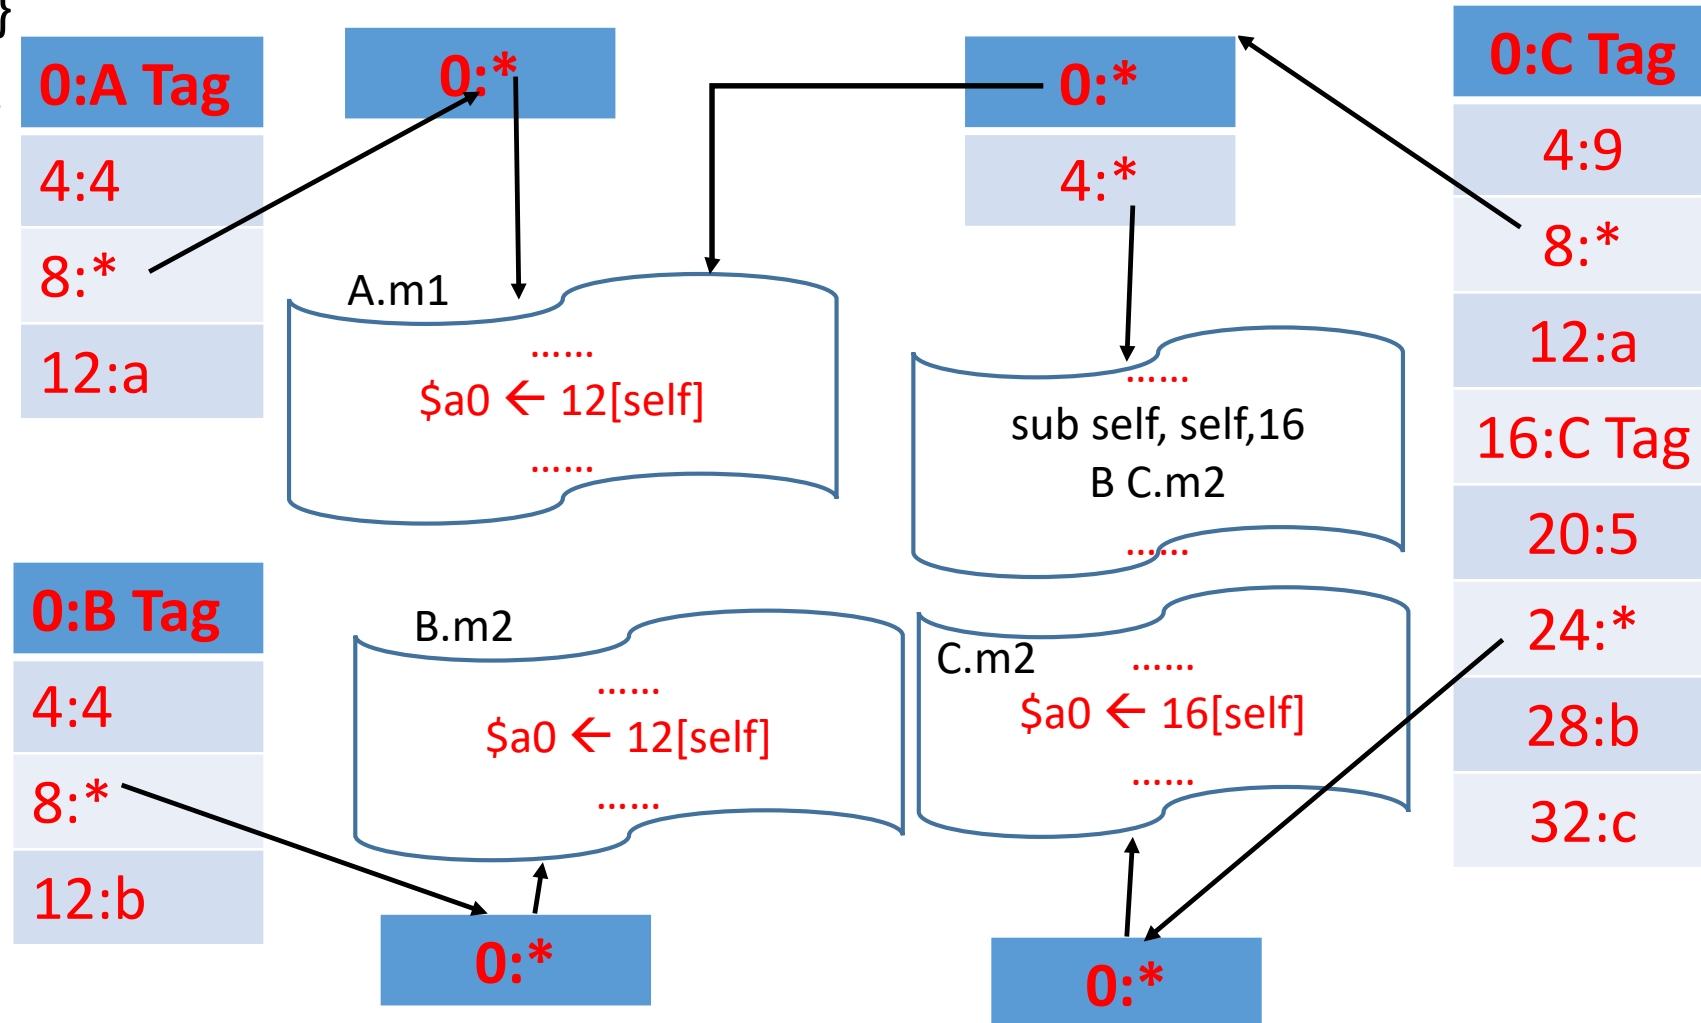 }
0:A Tag
4:4
8:*
12:a
0:*
0:*
4:*
0:C Tag
4:9
8:*
12:a
16:C Tag
20:5
24:*
28:b
32:c
A.m1
......
$a0 ← 12[self]
......
......
sub self, self,16
B C.m2
......
0:B Tag
4:4
8:*
12:b
B.m2
......
$a0 ← 12[self]
......
C.m2
......
$a0 ← 16[self]
......
0:*
0:*